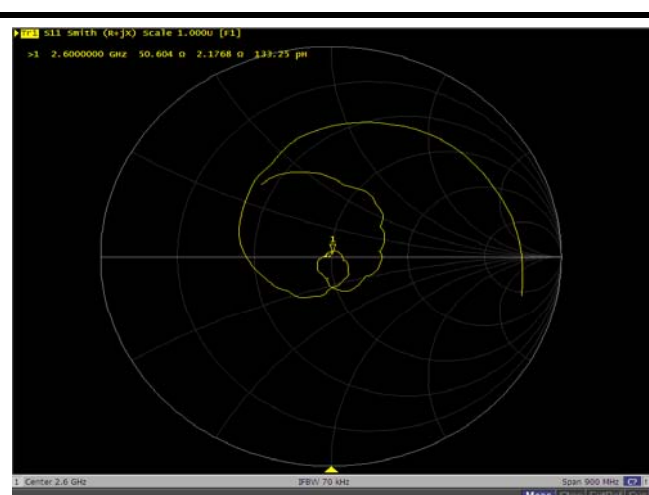 Tr1 S11 Smith (R+jX) Scale 1.000U [F1]
>1 2.6000000 GHz 50.604 Ω 2.1768 Ω 133.25 pH
1
1 Center 2.6 GHz IFBW 70 kHz Span 900 MHz